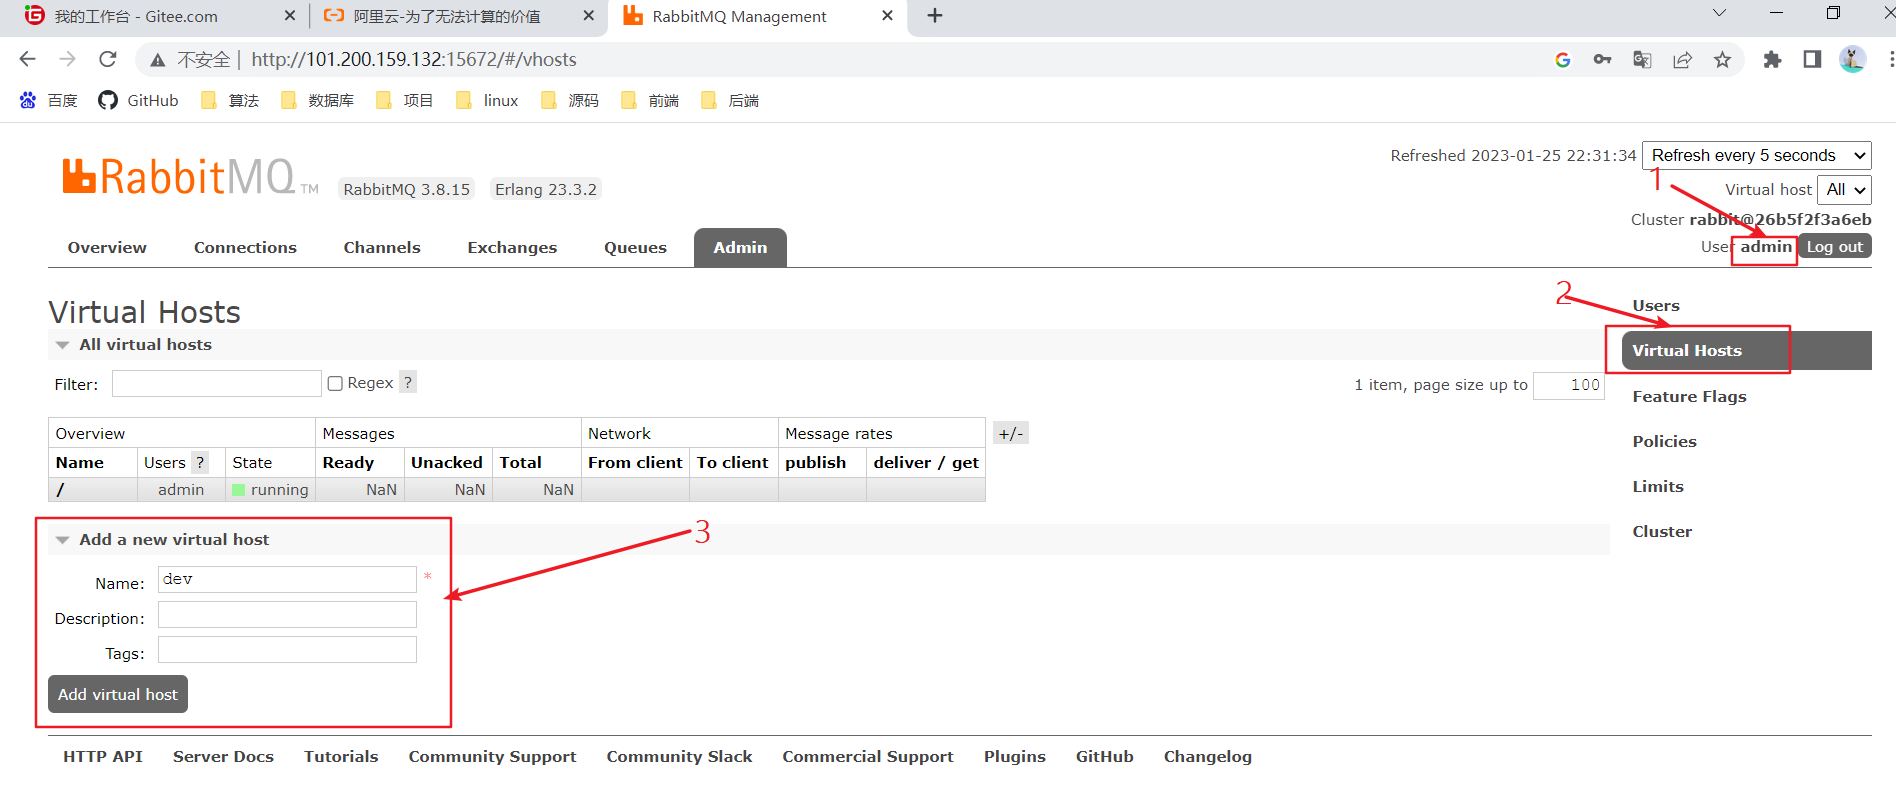 我的工作台 - Gitee.com
阿里云-为了无法计算的价值
RabbitMQ Management
不安全 | http://101.200.159.132:15672/#/vhosts
百度 GitHub 算法 数据库 项目 linux 源码 前端 后端
RabbitMQ TM RabbitMQ 3.8.15 Erlang 23.3.2
Refreshed 2023-01-25 22:31:34 Refresh every 5 seconds
1
Virtual host All
Cluster rabbit@26b5f2f3a6eb
User admin Log out
Overview Connections Channels Exchanges Queues Admin
2
Users
Virtual Hosts
Feature Flags
Policies
Limits
Cluster
Virtual Hosts
All virtual hosts
Filter: Regex ? 1 item, page size up to 100
Overview Messages Network Message rates +/-
Name Users ? State Ready Unacked Total From client To client publish deliver / get
/ admin running NaN NaN NaN
3
Add a new virtual host
Name: dev *
Description:
Tags:
Add virtual host
HTTP API Server Docs Tutorials Community Support Community Slack Commercial Support Plugins GitHub Changelog